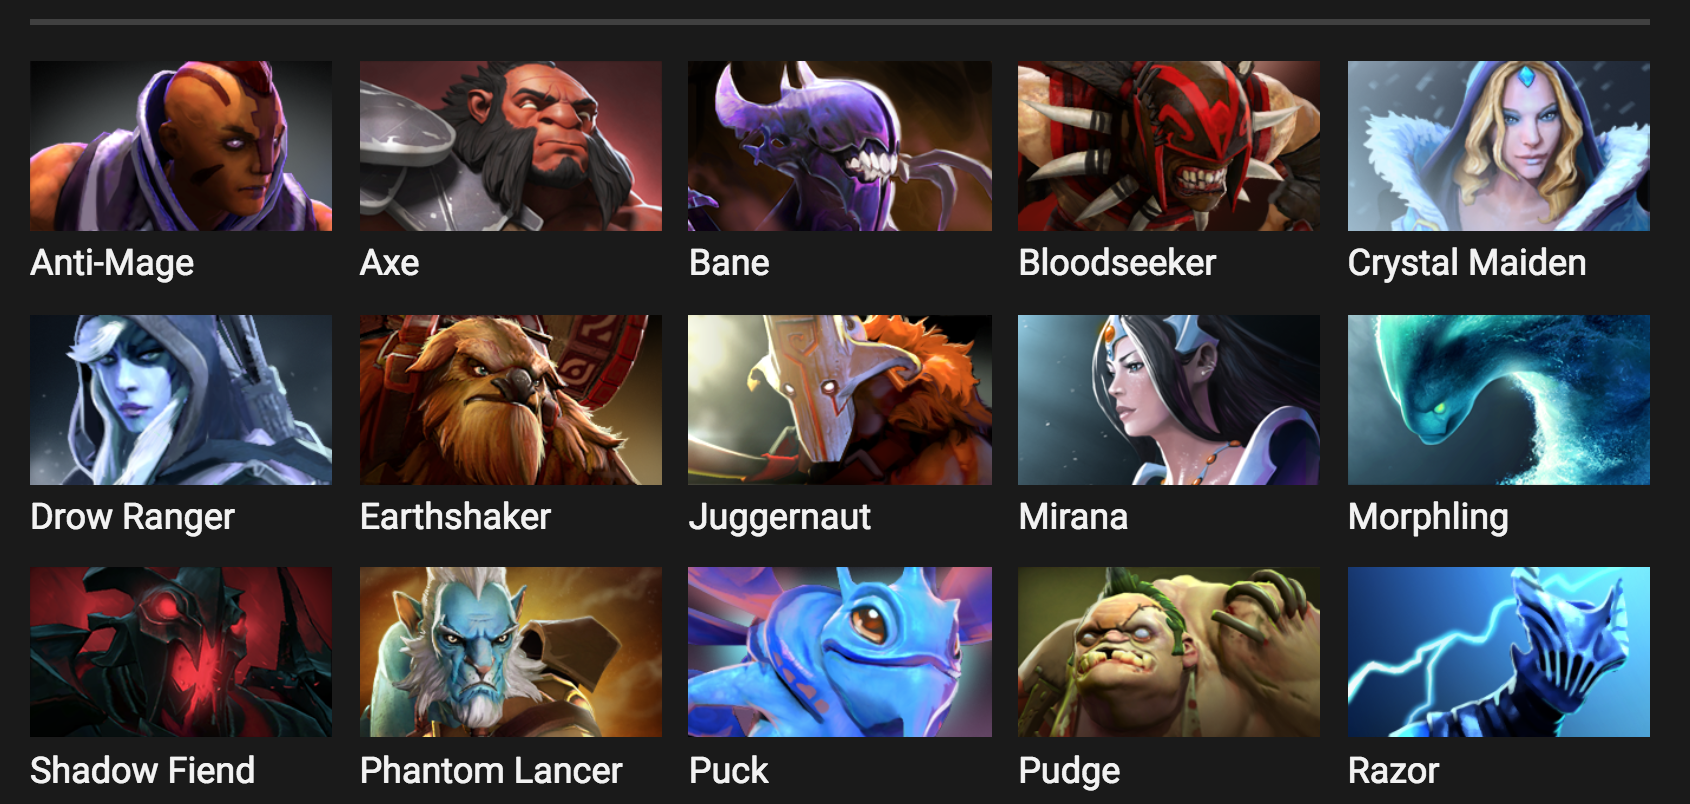 Anti-Mage
Axe
Bane
Bloodseeker
Crystal Maiden
Drow Ranger
Earthshaker
Juggernaut
Mirana
Morphling
Shadow Fiend
Phantom Lancer
Puck
Pudge
Razor